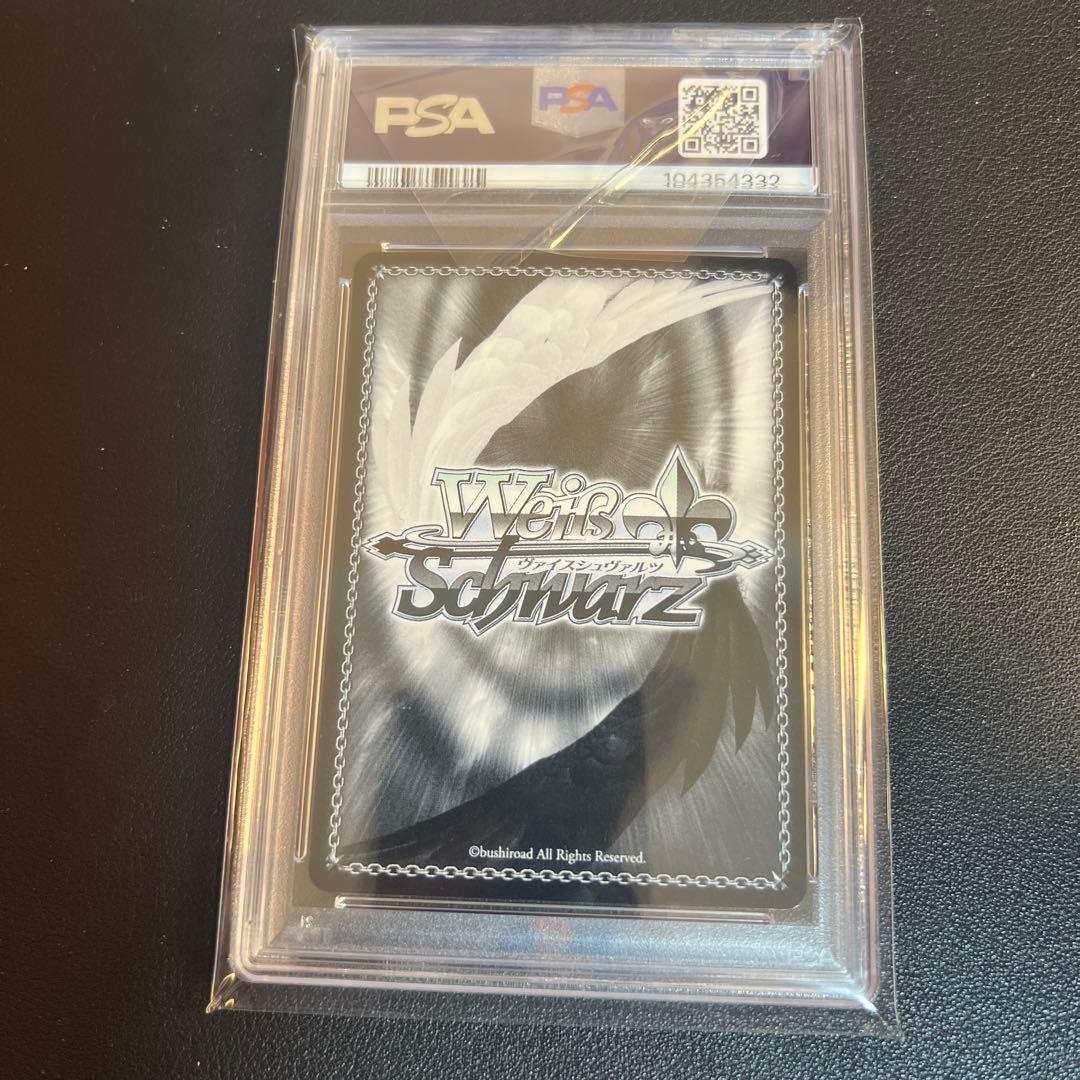 PSA
PSA
104354332
Weiß
ヴァイスシュヴァルツ
Schwarz
©bushiroad All Rights Reserved.